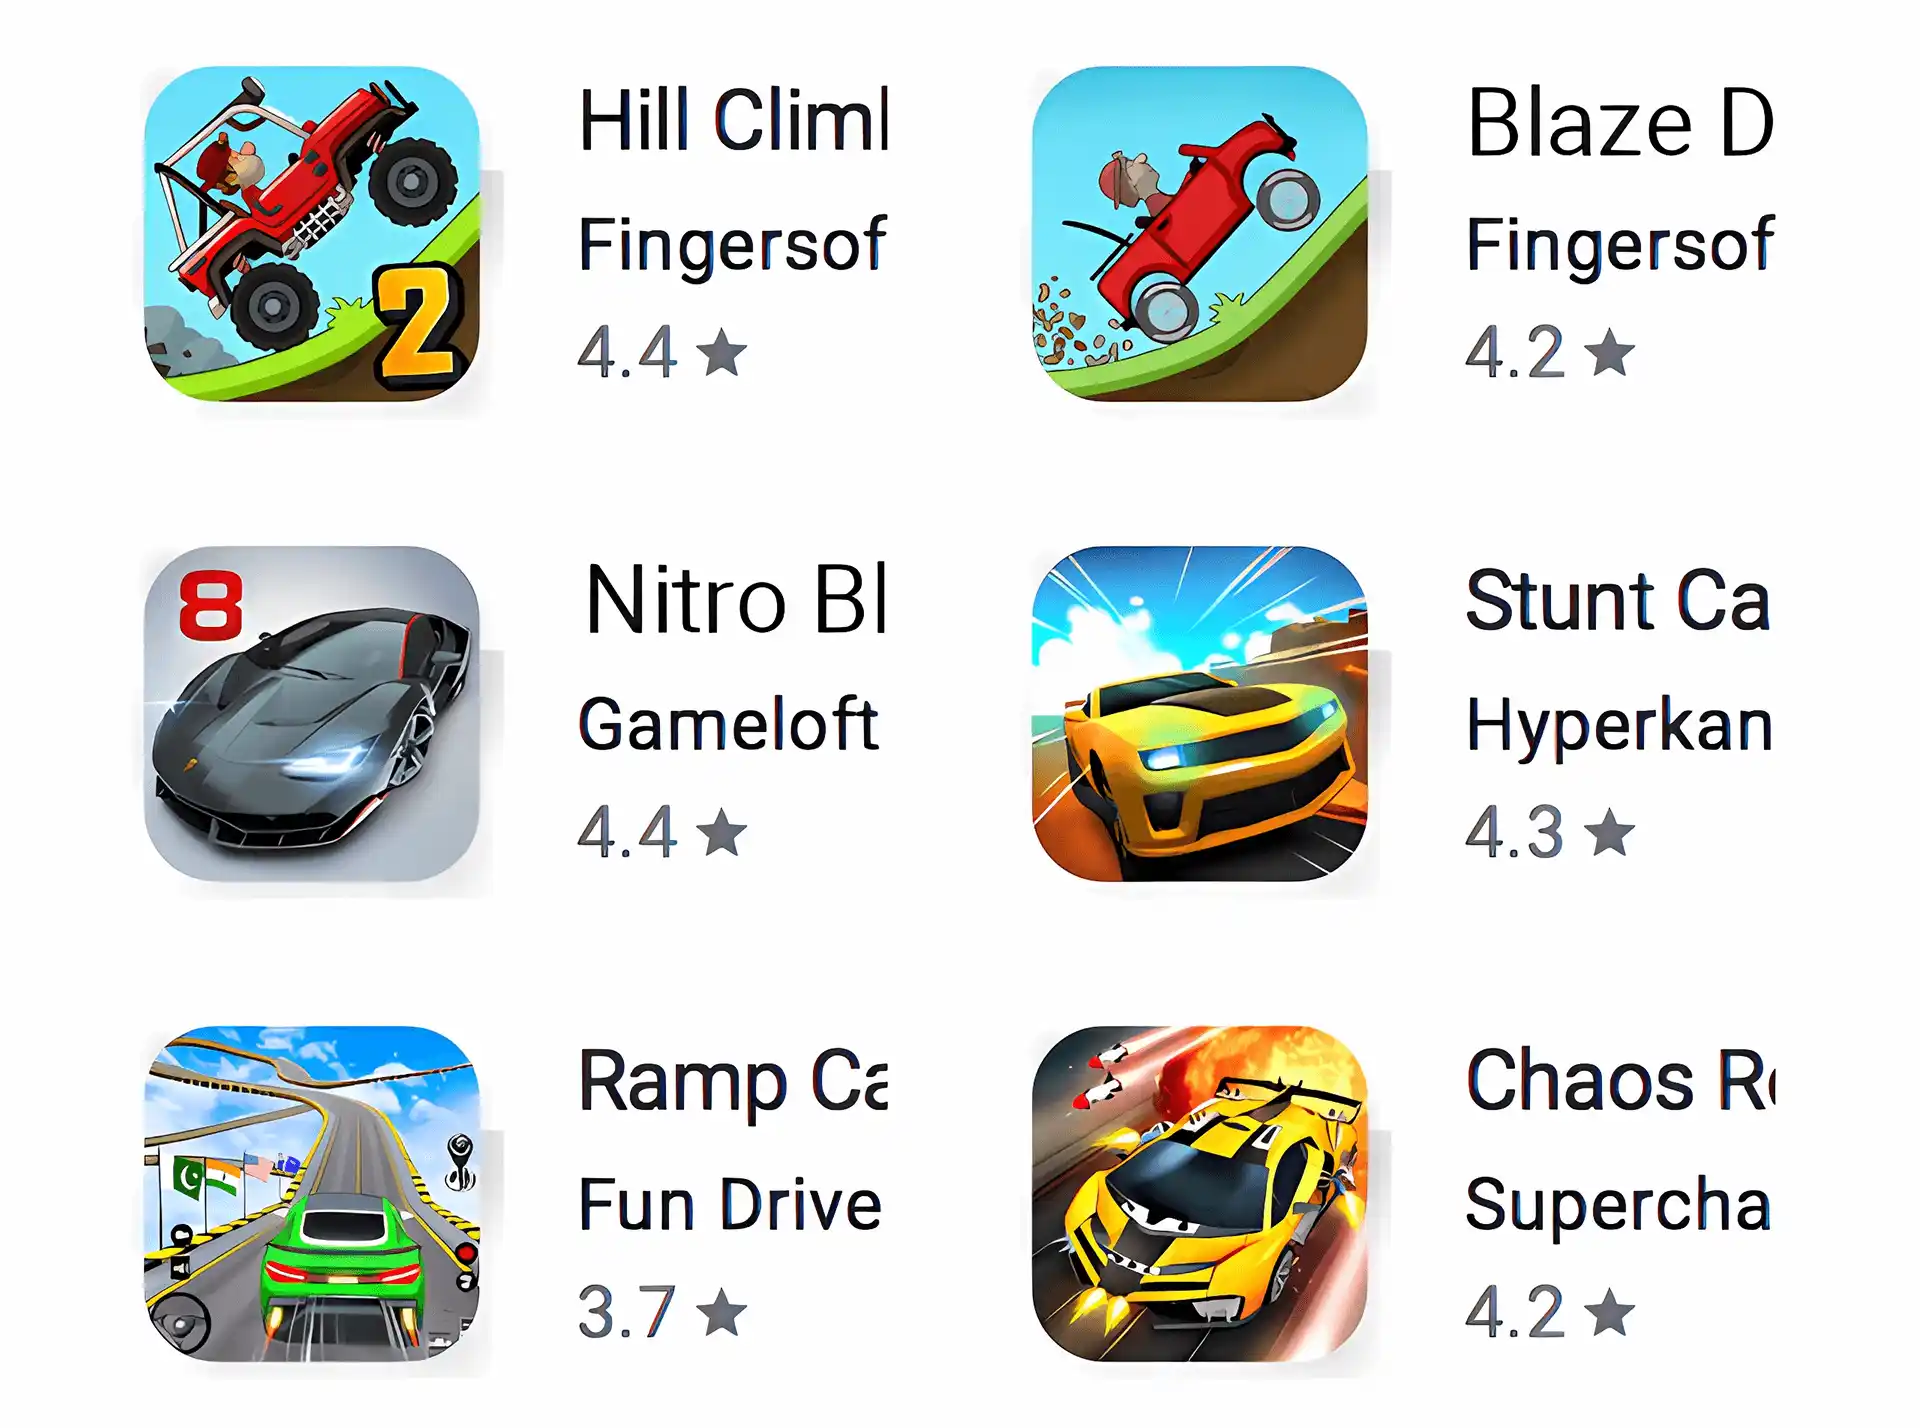 Hill Climl
Fingersof
4.4 ★
2
Blaze D
Fingersof
4.2 ★
8
Nitro Bl
Gameloft
4.4 ★
Stunt Ca
Hyperkan
4.3 ★
Ramp Ca
Fun Drive
3.7 ★
Chaos Ro
Supercha
4.2 ★